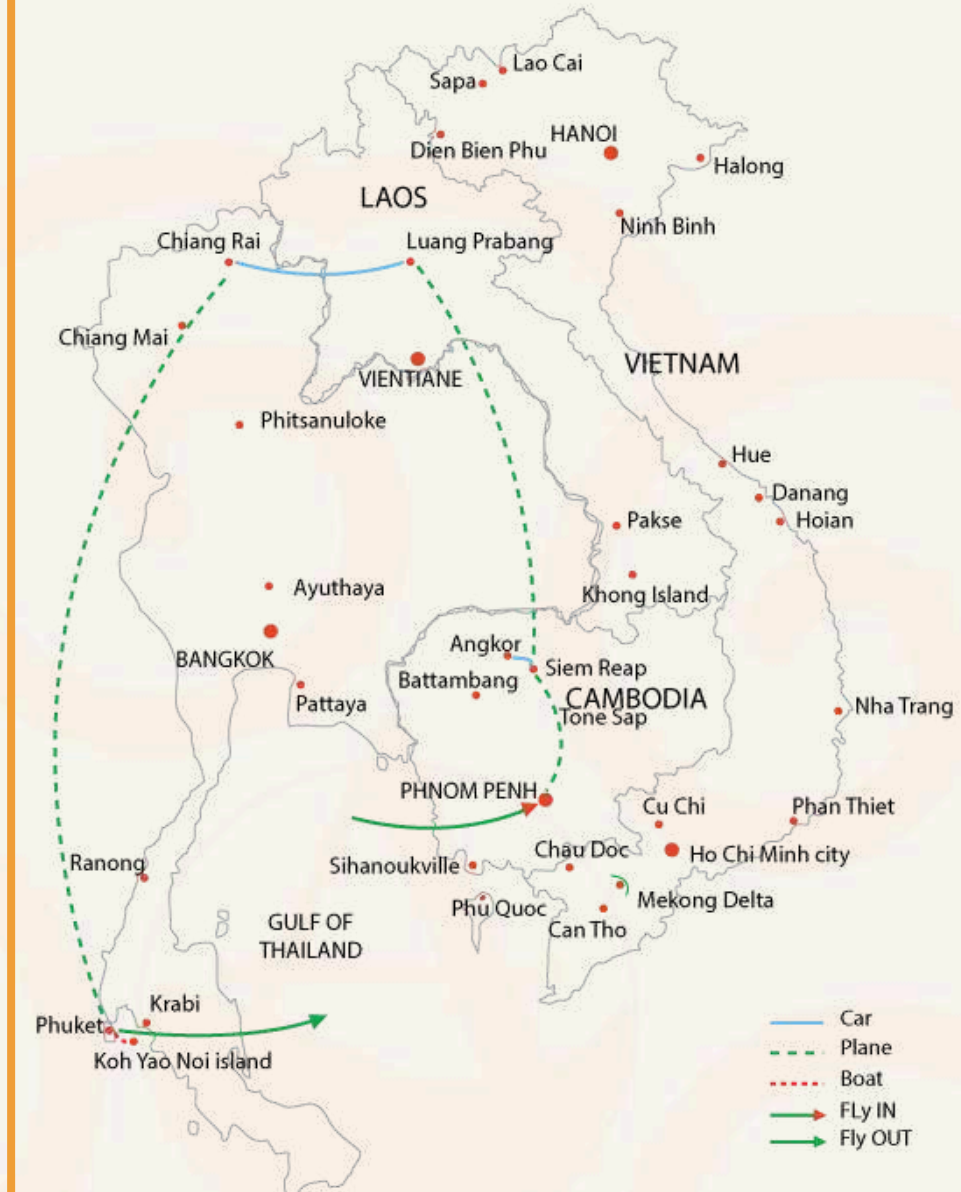 Lao Cai
Sapa
HANOI
Dien Bien Phu
Halong
LAOS
Ninh Binh
Chiang Rai
Luang Prabang
Chiang Mai
VIETNAM
VIENTIANE
Phitsanuloke
Hue
Danang
Hoian
Pakse
Ayuthaya
Khong Island
BANGKOK
Angkor
Siem Reap
Battambang
CAMBODIA
Pattaya
Tone Sap
Nha Trang
PHNOM PENH
Cu Chi
Phan Thiet
Ranong
Sihanoukville
Chau Doc
Ho Chi Minh city
Phu Quoc
Mekong Delta
Can Tho
GULF OF
THAILAND
Krabi
Phuket
Koh Yao Noi island
Car
Plane
Boat
FLy IN
Fly OUT